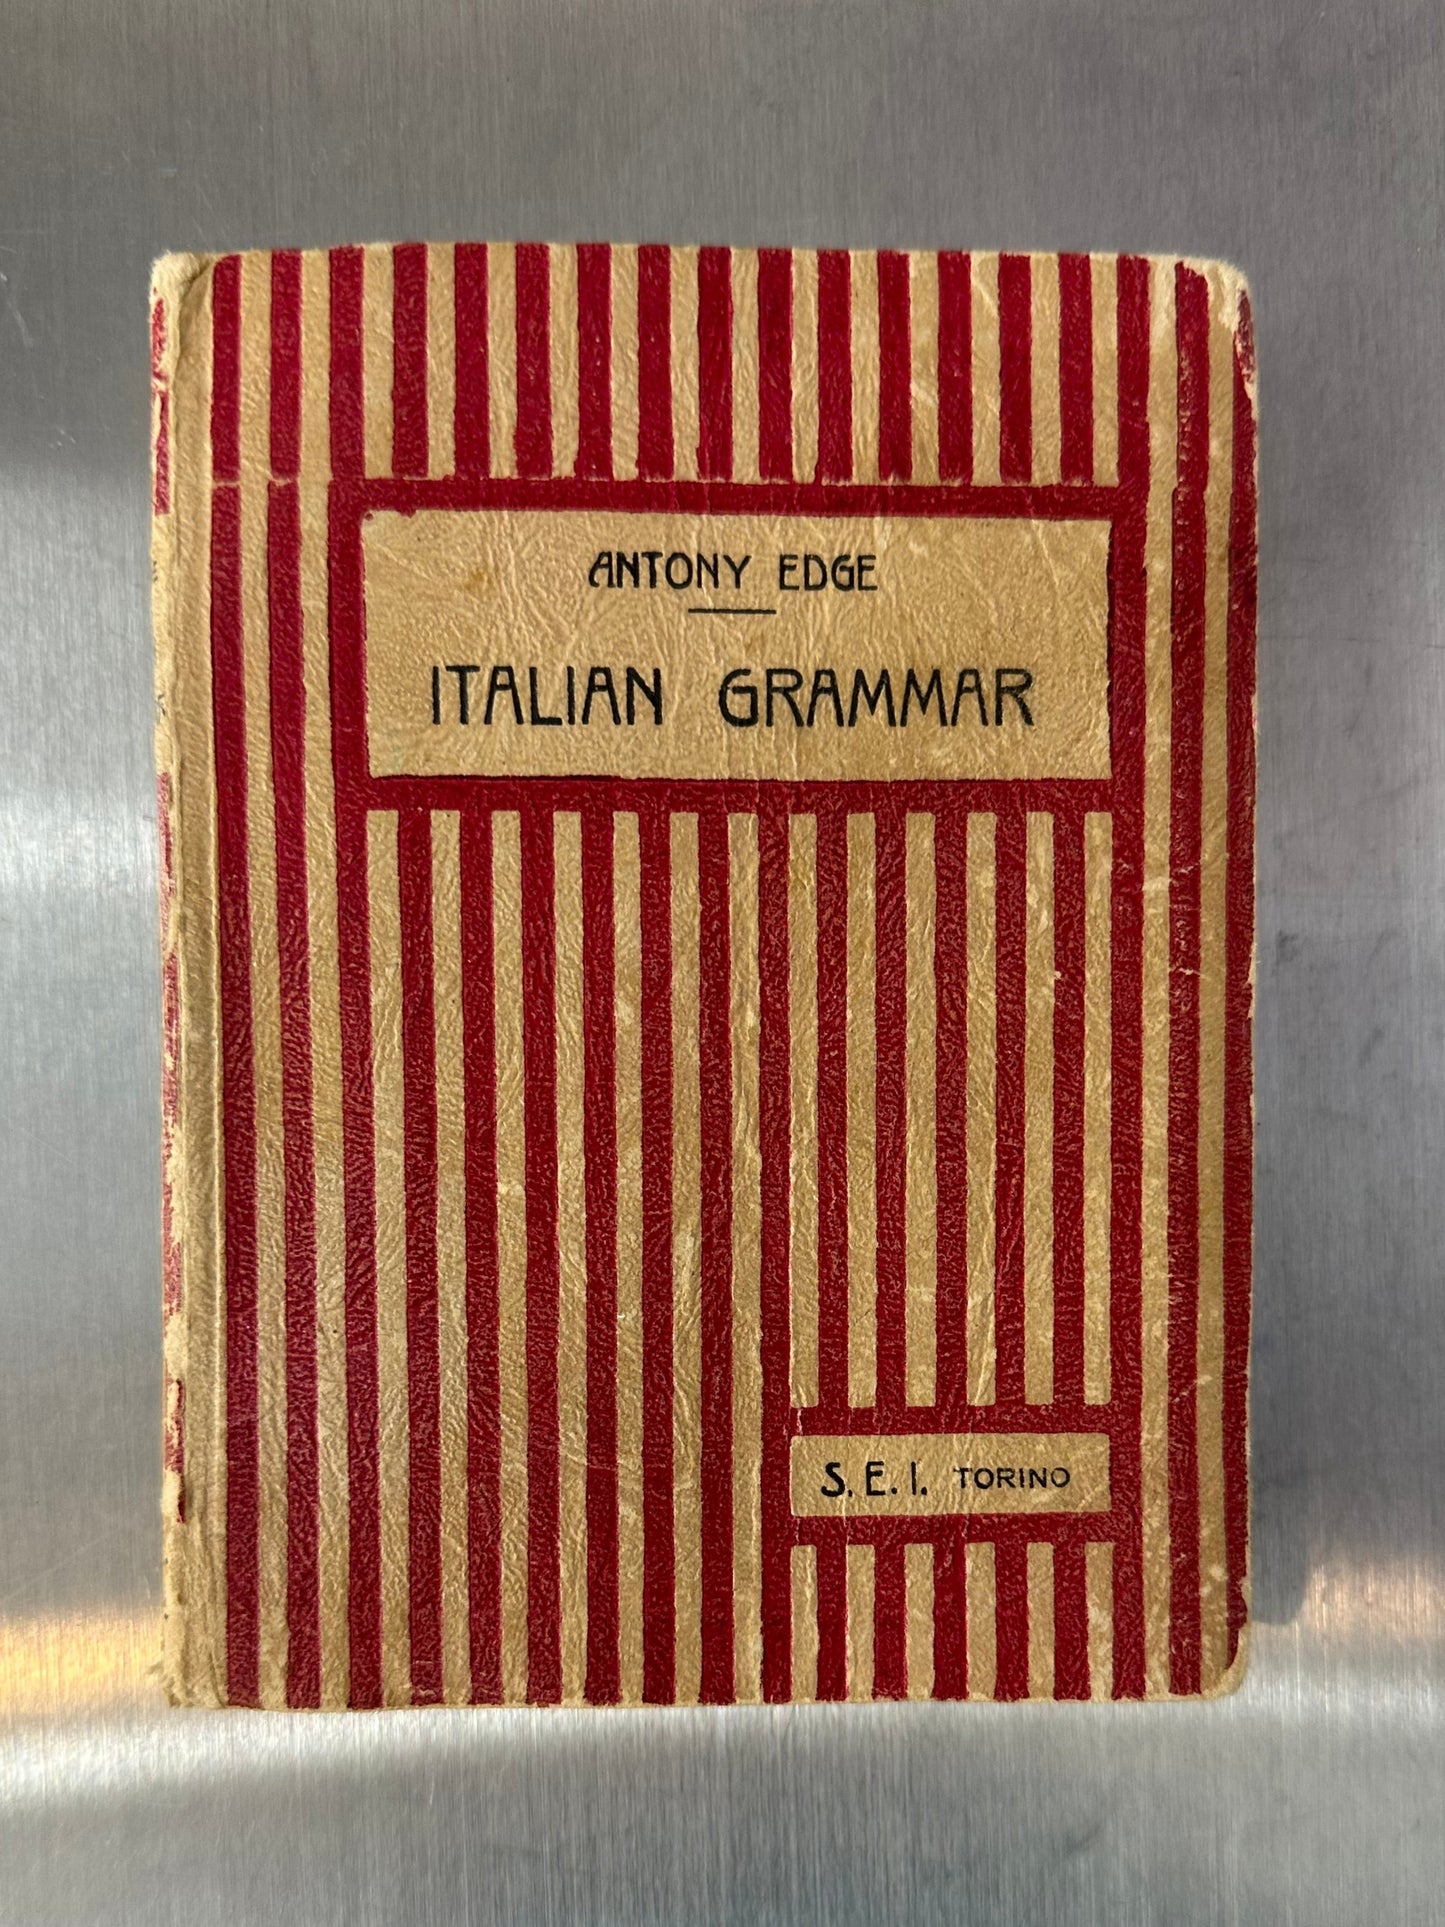 ANTONY EDGE
ITALIAN GRAMMAR
S. E. I. TORINO